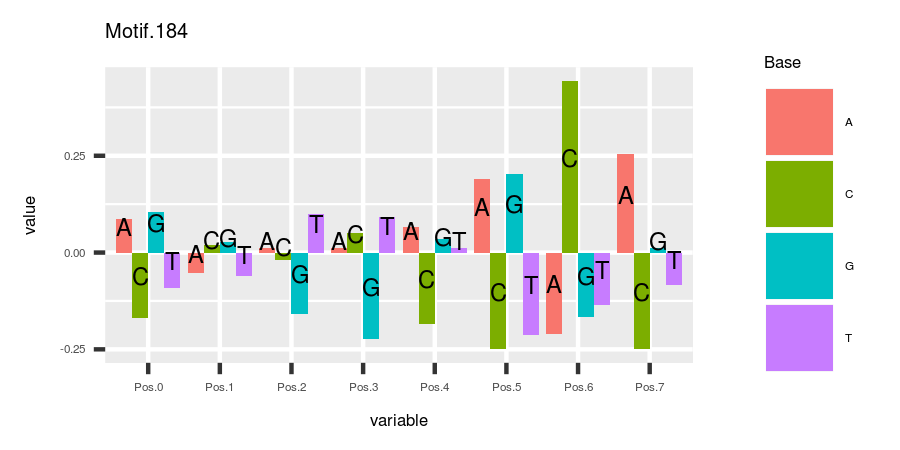 Motif.184
value
0.25
0.00
-0.25
A C G T A C G T A C G T A C G T A C G T A C G T A C G T A C G T
Pos.0 Pos.1 Pos.2 Pos.3 Pos.4 Pos.5 Pos.6 Pos.7
variable
Base
A
C
G
T